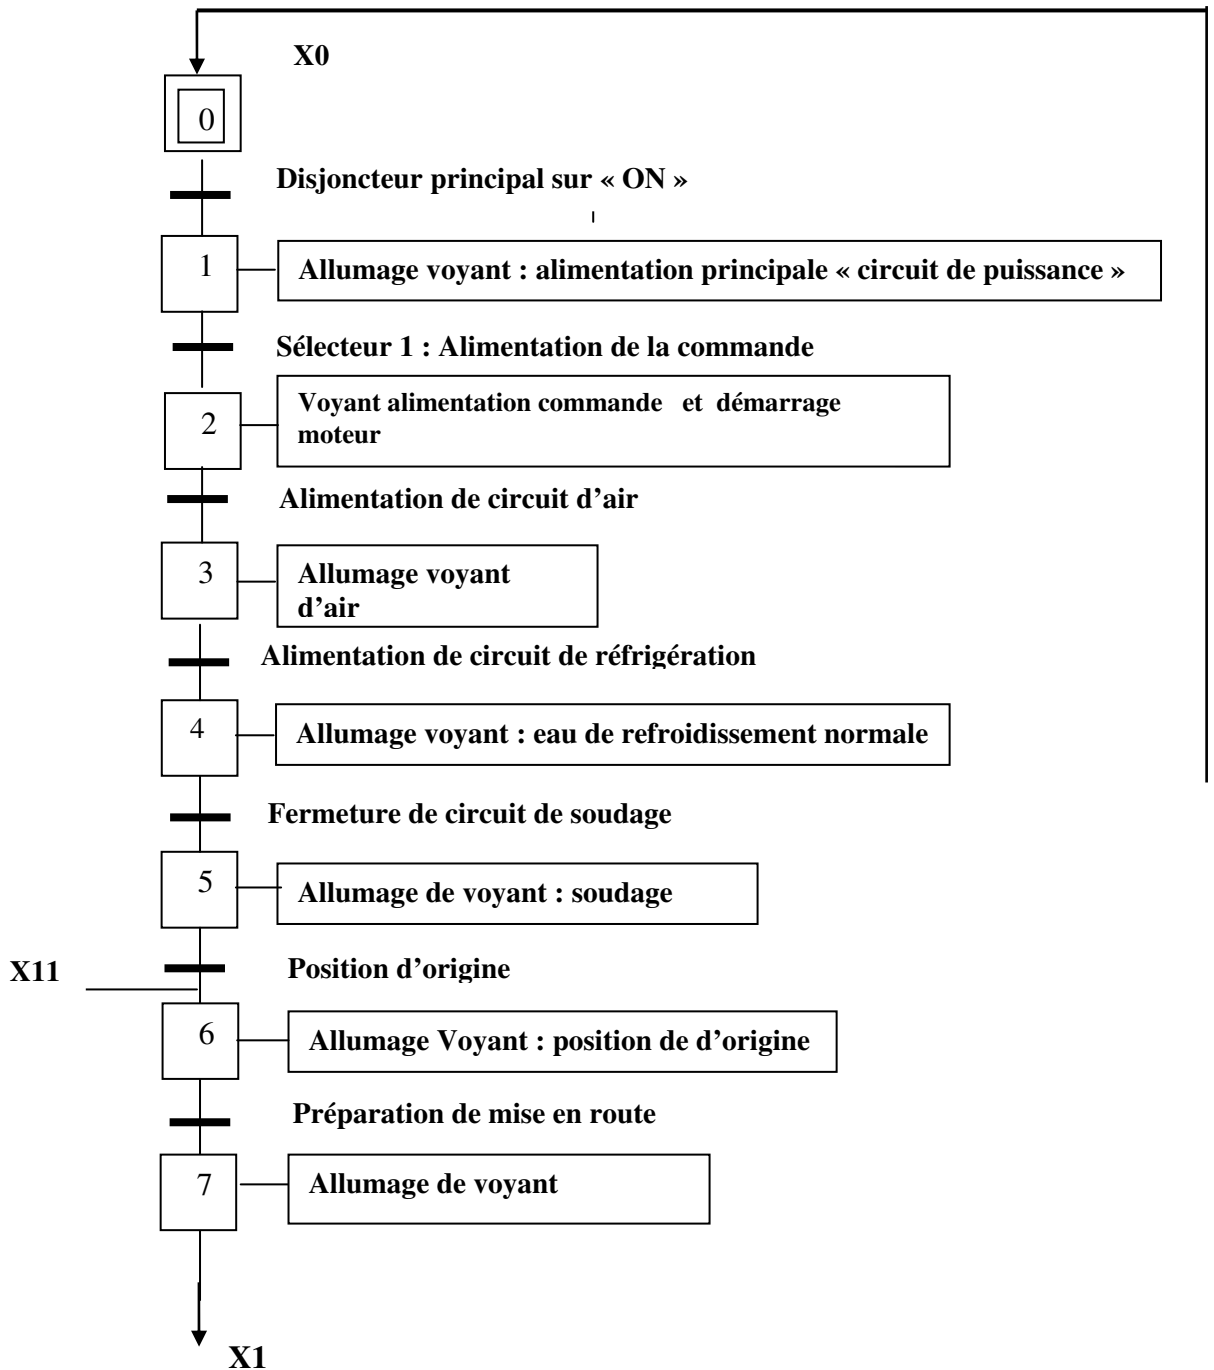 X0
0
Disjoncteur principal sur « ON »
1
Allumage voyant : alimentation principale « circuit de puissance »
Sélecteur 1 : Alimentation de la commande
2
Voyant alimentation commande et démarrage
moteur
Alimentation de circuit d’air
3
Allumage voyant
d’air
Alimentation de circuit de réfrigération
4
Allumage voyant : eau de refroidissement normale
Fermeture de circuit de soudage
5
Allumage de voyant : soudage
X11
Position d’origine
6
Allumage Voyant : position de d’origine
Préparation de mise en route
7
Allumage de voyant
X1